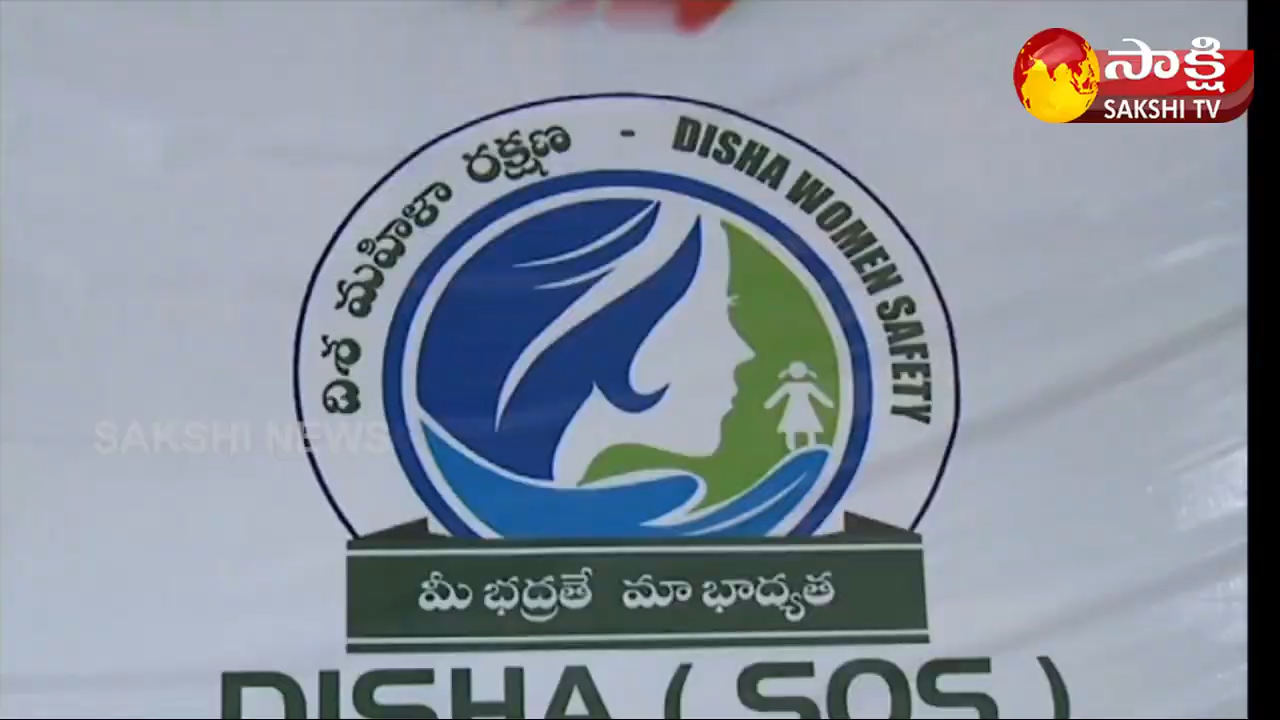 సాక్షి
SAKSHI TV
దిశ మహిళా రక్షణ - DISHA WOMEN SAFETY
SAKSHI NEWS
మీ భద్రతే మా భాద్యత
DISHA ( SOS )